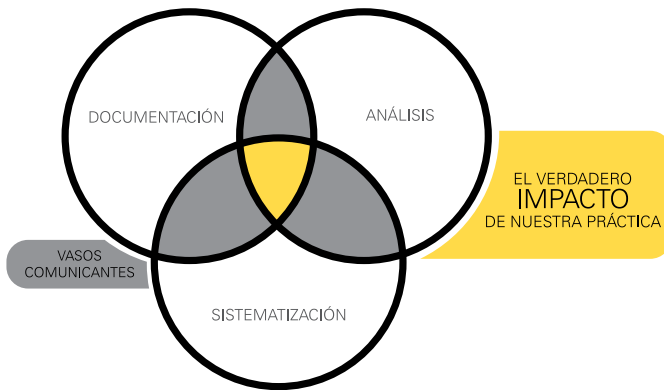 DOCUMENTACIÓN
ANÁLISIS
EL VERDADERO
IMPACTO
DE NUESTRA PRÁCTICA
VASOS
COMUNICANTES
SISTEMATIZACIÓN